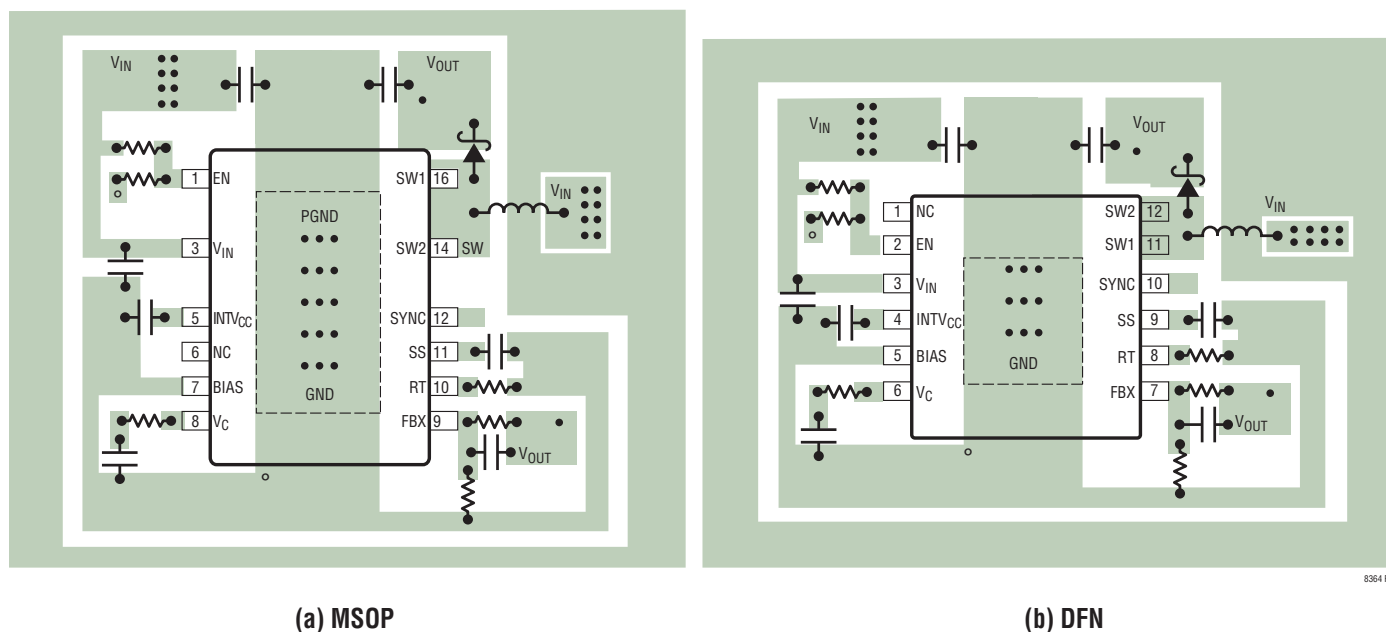 VIN
VOUT
1 EN
SW1 16
VIN
PGND
3 VIN
SW2 14 SW
5 INTVCC
SYNC 12
6 NC
SS 11
7 BIAS
RT 10
GND
8 VC
FBX 9
VOUT
(a) MSOP
VIN
VOUT
VIN
1 NC
SW2 12
2 EN
SW1 11
3 VIN
SYNC 10
4 INTVCC
SS 9
5 BIAS
RT 8
GND
6 VC
FBX 7
VOUT
8364
(b) DFN